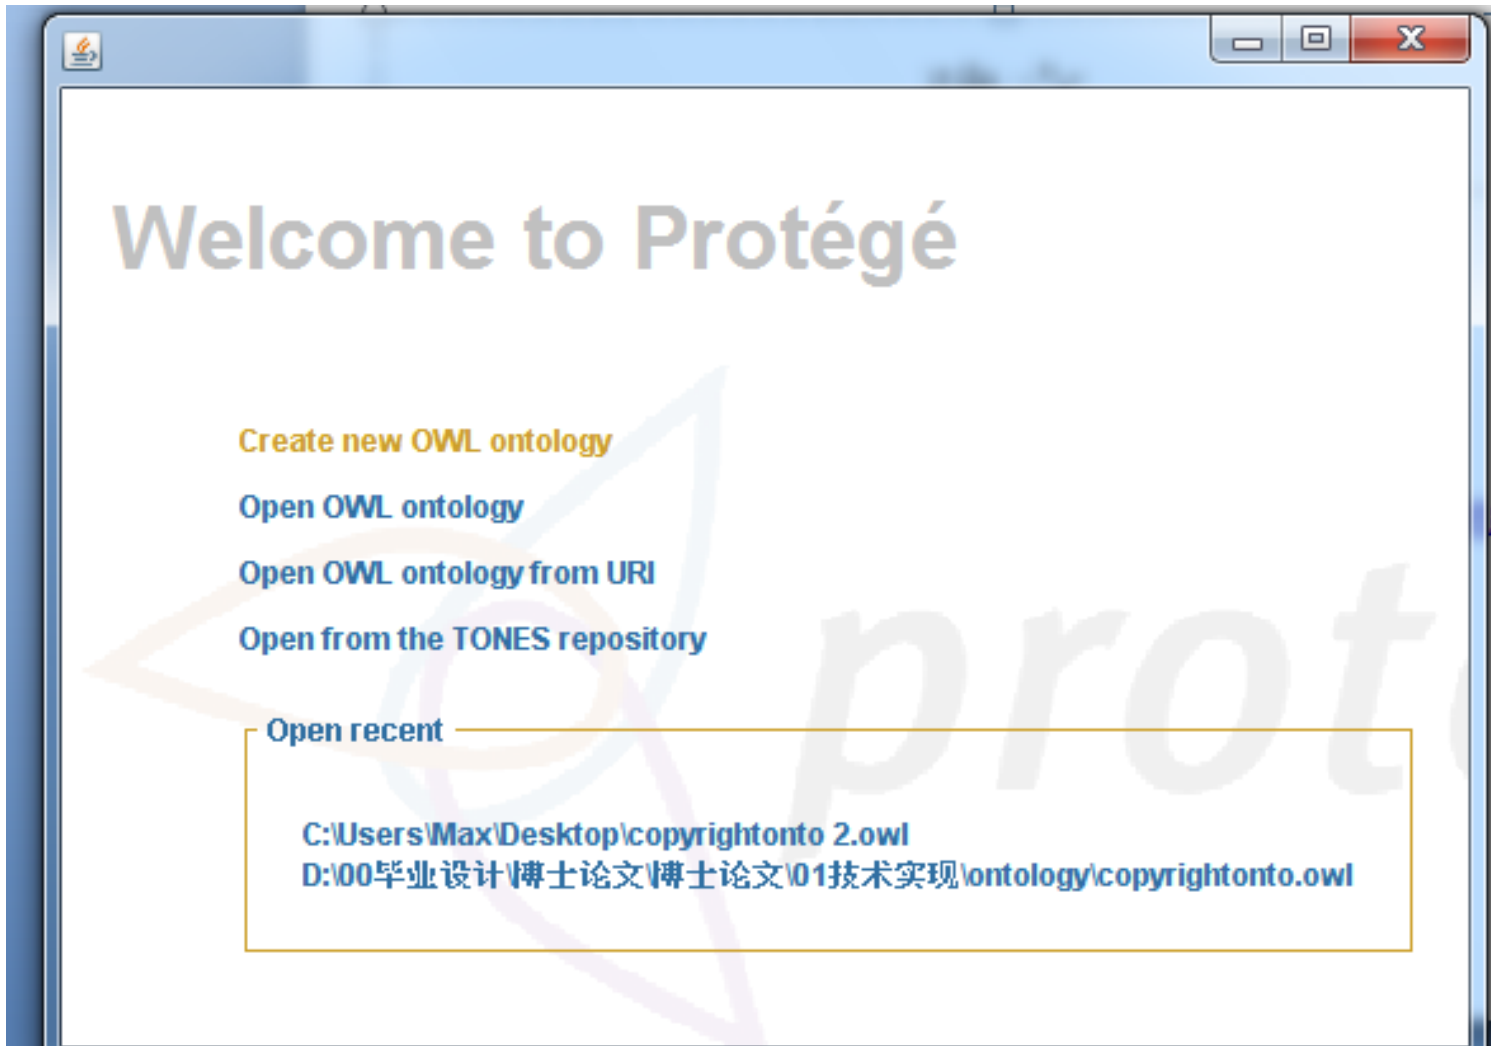 Welcome to Protégé
Create new OWL ontology
Open OWL ontology
Open OWL ontology from URI
Open from the TONES repository
Open recent
C:\Users\Max\Desktop\copyrightonto 2.owl
D:\00毕业设计\博士论文\博士论文\01技术实现\ontology\copyrightonto.owl